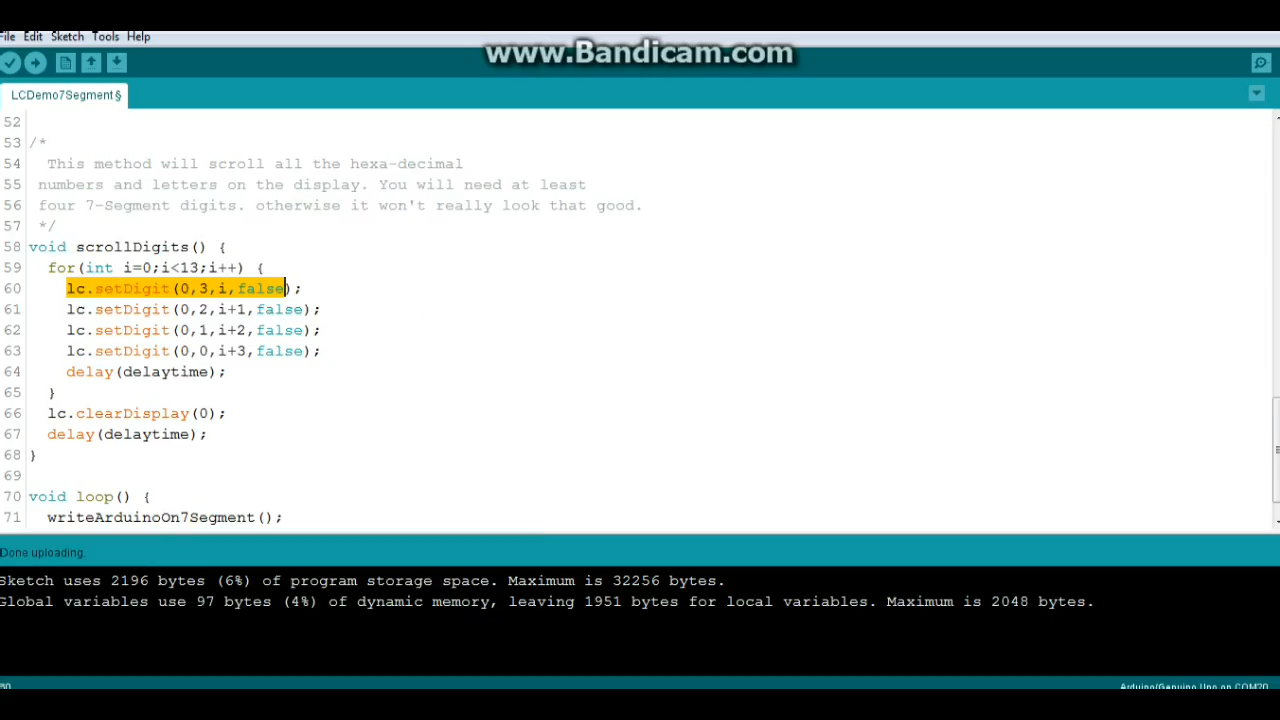 www.Bandicam.com
File Edit Sketch Tools Help
LCDemo7Segment§
52
53 /*
54 This method will scroll all the hexa-decimal
55 numbers and letters on the display. You will need at least
56 four 7-Segment digits. otherwise it won't really look that good.
57 */
58 void scrollDigits() {
59 for(int i=0;i<13;i++) {
60 lc.setDigit(0,3,i,false);
61 lc.setDigit(0,2,i+1,false);
62 lc.setDigit(0,1,i+2,false);
63 lc.setDigit(0,0,i+3,false);
64 delay(delaytime);
65 }
66 lc.clearDisplay(0);
67 delay(delaytime);
68 }
69
70 void loop() {
71 writeArduinoOn7Segment();
Done uploading.
Sketch uses 2196 bytes (6%) of program storage space. Maximum is 32256 bytes.
Global variables use 97 bytes (4%) of dynamic memory, leaving 1951 bytes for local variables. Maximum is 2048 bytes.
Arduino/Genuino Uno on COM20